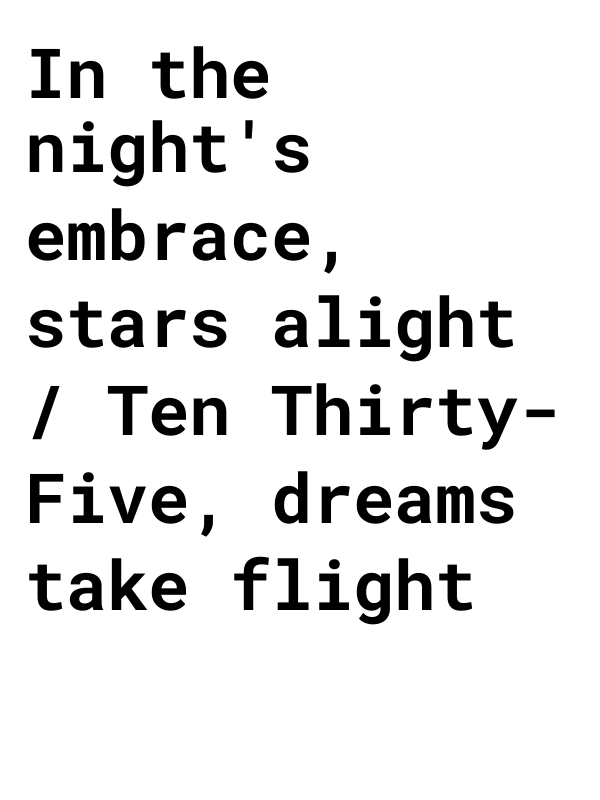 In the
night's
embrace,
stars alight
/ Ten Thirty-
Five, dreams
take flight